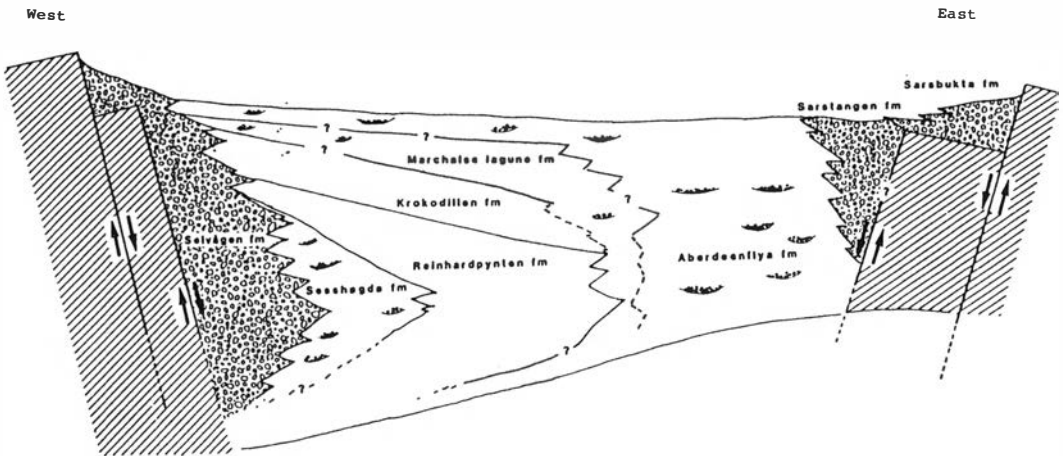 West
East
Sarsbukta fm
Sarstangen fm
?
?
Marchaise lagune fm
?
?
Krokodillen fm
Selvågen fm
Aberdeenflya fm
Reinhardpynten fm
Sesshøgda fm
?
?